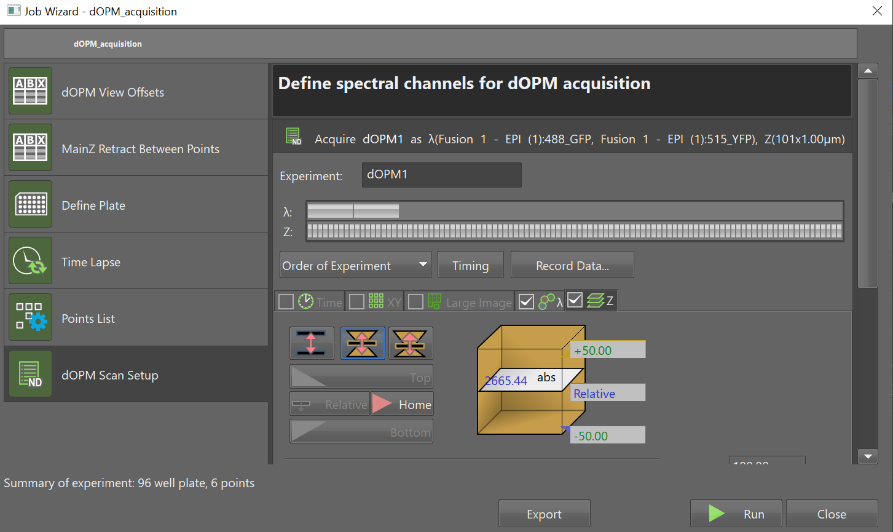 Job Wizard - dOPM_acquisition
dOPM_acquisition
dOPM View Offsets
MainZ Retract Between Points
Define Plate
Time Lapse
Points List
dOPM Scan Setup
Define spectral channels for dOPM acquisition
Acquire dOPM1 as λ(Fusion 1 - EPI (1):488_GFP, Fusion 1 - EPI (1):515_YFP), Z(101x1.00µm)
Experiment: dOPM1
λ:
Z:
Order of Experiment Timing Record Data...
Time XY Large Image λ Z
Top
Relative Home
Bottom
+50.00
2665.44 abs
Relative
-50.00
Summary of experiment: 96 well plate, 6 points
Export Run Close